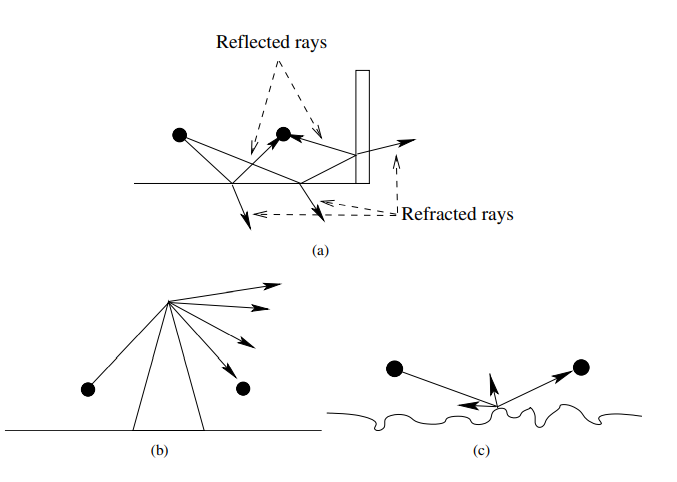 Reflected rays
Refracted rays
(a)
(b)
(c)